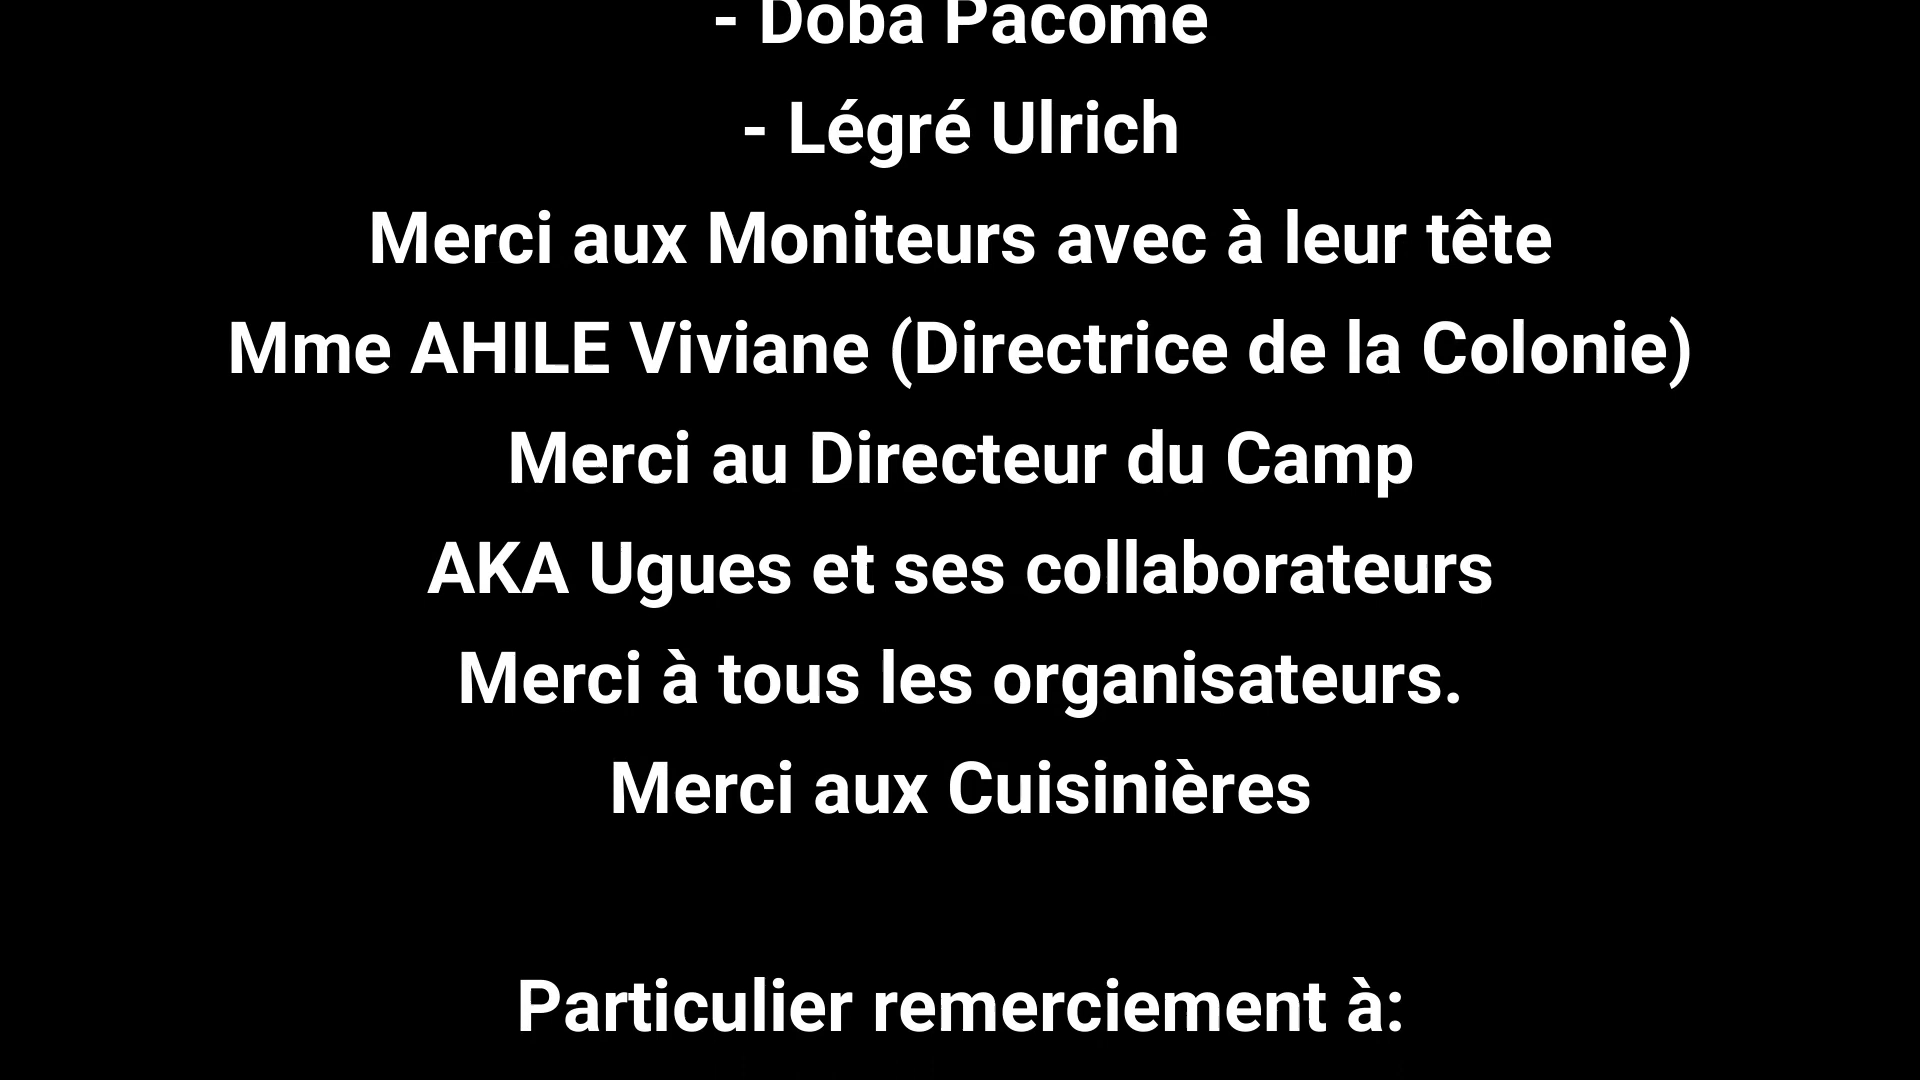 - Doba Pacome
- Légré Ulrich
Merci aux Moniteurs avec à leur tête
Mme AHILE Viviane (Directrice de la Colonie)
Merci au Directeur du Camp
AKA Ugues et ses collaborateurs
Merci à tous les organisateurs.
Merci aux Cuisinières
Particulier remerciement à: